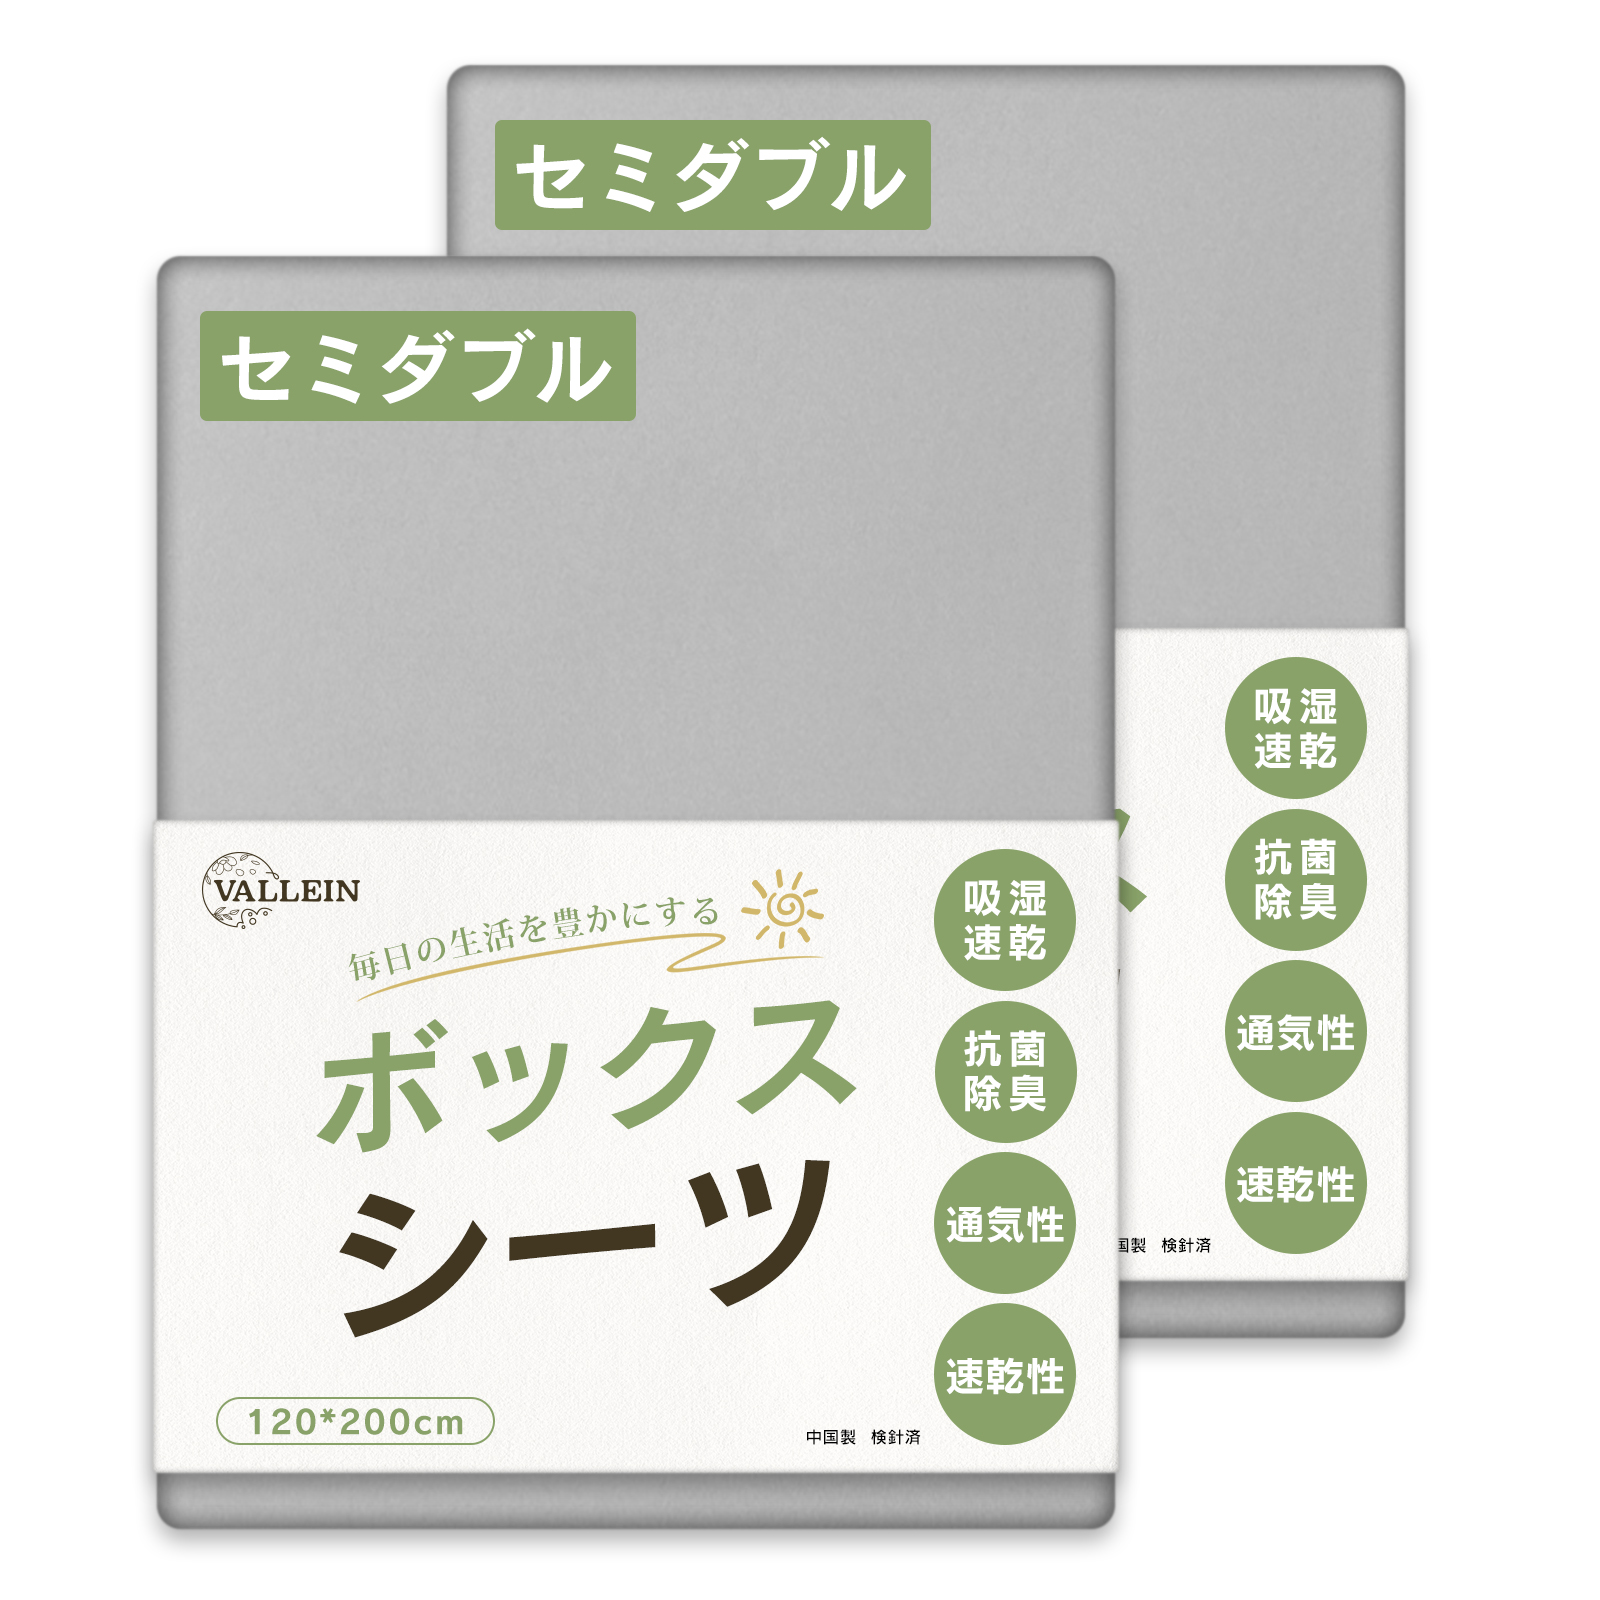 セミダブル
セミダブル
吸湿
速乾
抗菌
除臭
通気性
速乾性
国製 検針済
VALLEIN
毎日の生活を豊かにする
ボックス
シーツ
120*200cm
吸湿
速乾
抗菌
除臭
通気性
速乾性
中国製 検針済